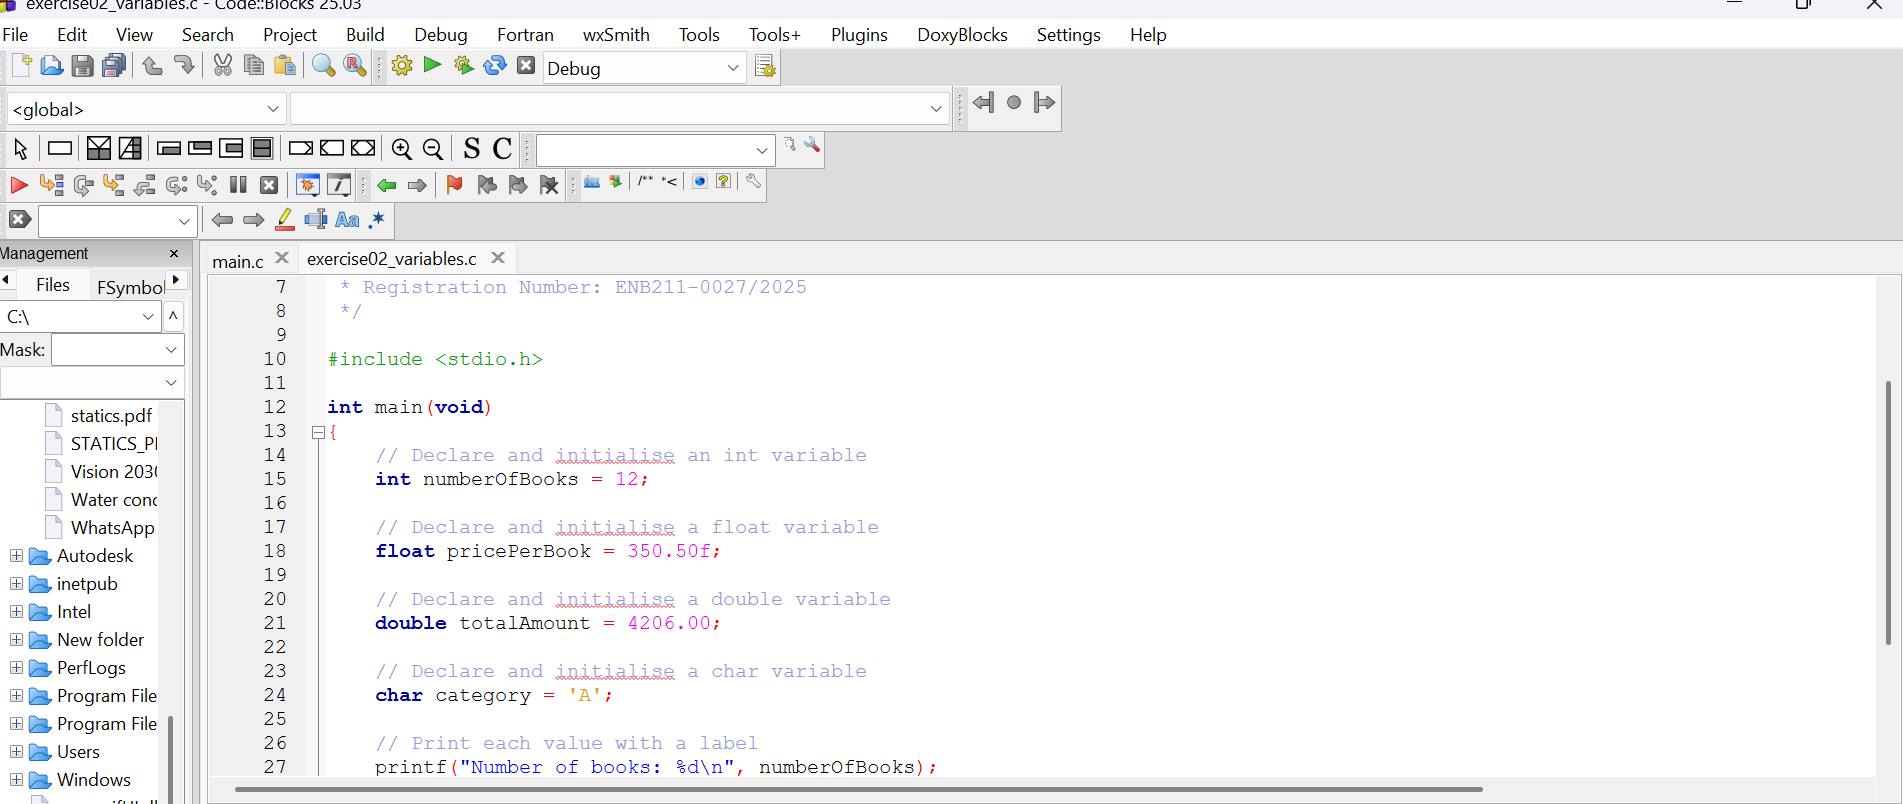 exercise02_variables.c - Code::Blocks 25.03
File Edit View Search Project Build Debug Fortran wxSmith Tools Tools+ Plugins DoxyBlocks Settings Help
Debug
<global>
S C
/** *<
Aa .*
Management
Files FSymbol
C:\
^
Mask:
statics.pdf
STATICS_P
Vision 2030
Water cond
WhatsApp
Autodesk
inetpub
Intel
New folder
PerfLogs
Program File
Program File
Users
Windows
main.c exercise02_variables.c
7 * Registration Number: ENB211-0027/2025
8 */
9
10 #include <stdio.h>
11
12 int main(void)
13 {
14 // Declare and initialise an int variable
15 int numberOfBooks = 12;
16
17 // Declare and initialise a float variable
18 float pricePerBook = 350.50f;
19
20 // Declare and initialise a double variable
21 double totalAmount = 4206.00;
22
23 // Declare and initialise a char variable
24 char category = 'A';
25
26 // Print each value with a label
27 printf("Number of books: %d\n", numberOfBooks);